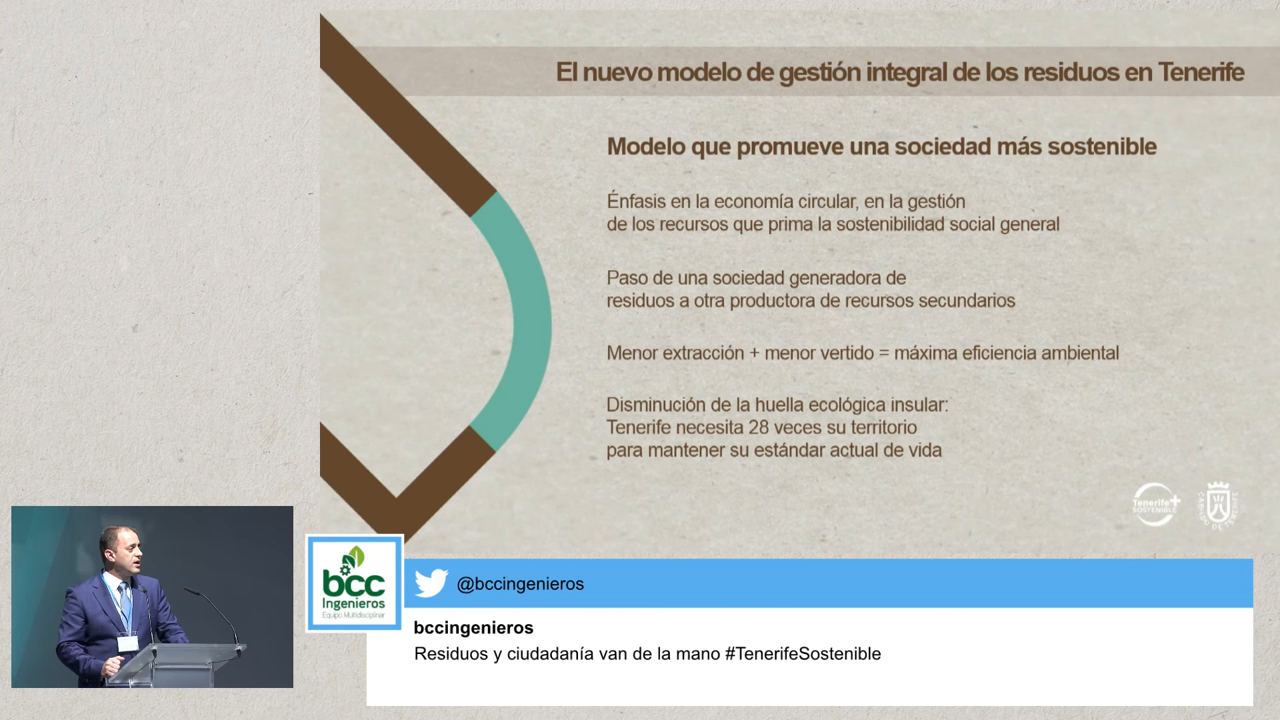 El nuevo modelo de gestión integral de los residuos en Tenerife
Modelo que promueve una sociedad más sostenible
Énfasis en la economía circular, en la gestión
de los recursos que prima la sostenibilidad social general
Paso de una sociedad generadora de
residuos a otra productora de recursos secundarios
Menor extracción + menor vertido = máxima eficiencia ambiental
Disminución de la huella ecológica insular:
Tenerife necesita 28 veces su territorio
para mantener su estándar actual de vida
Tenerife+
SOSTENIBLE
CABILDO DE TENERIFE
bcc
Ingenieros
Equipo Multidisciplinar
@bccingenieros
bccingenieros
Residuos y ciudadanía van de la mano #TenerifeSostenible